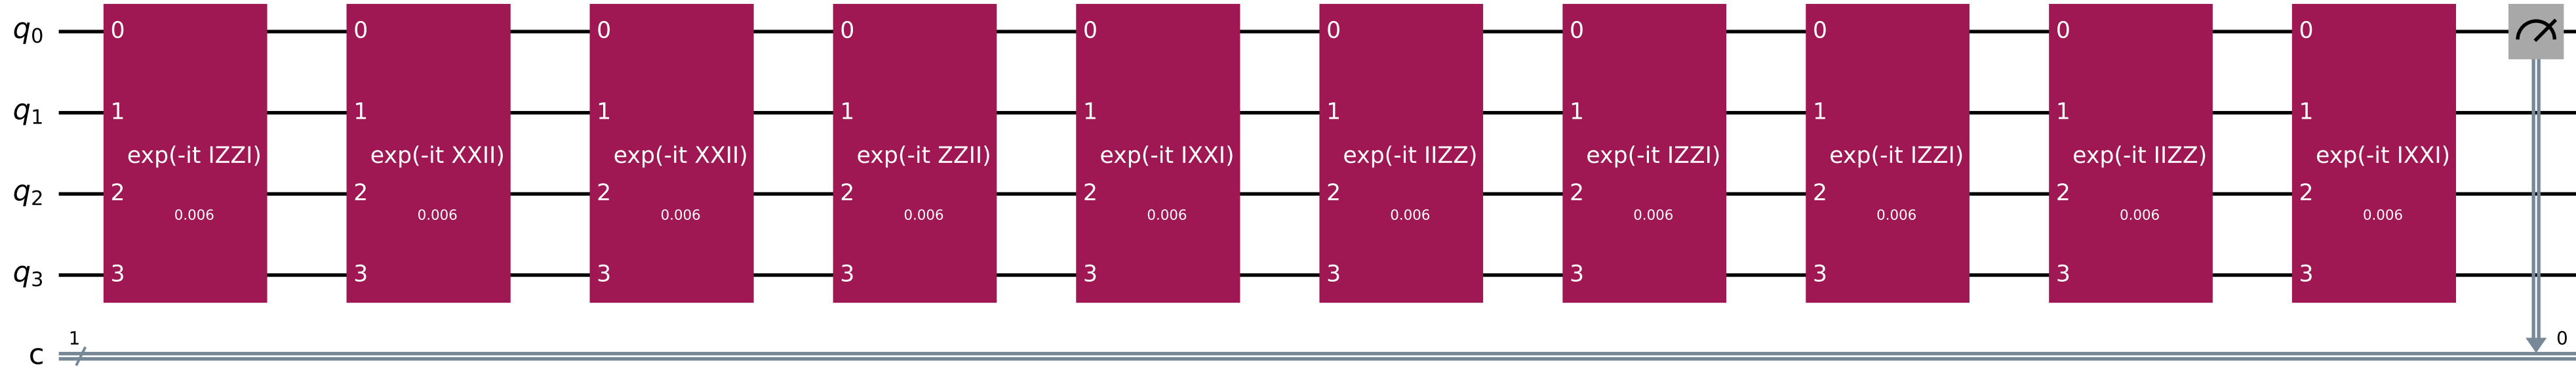 q0 0 0 0 0 0 0 0 0 0 0
q1 1 1 1 1 1 1 1 1 1 1
exp(-it IZZI) exp(-it XXII) exp(-it XXII) exp(-it ZZII) exp(-it IXXI) exp(-it IIZZ) exp(-it IZZI) exp(-it IZZI) exp(-it IIZZ) exp(-it IXXI)
q2 2 2 2 2 2 2 2 2 2 2
0.006 0.006 0.006 0.006 0.006 0.006 0.006 0.006 0.006 0.006
q3 3 3 3 3 3 3 3 3 3 3
1 0
c